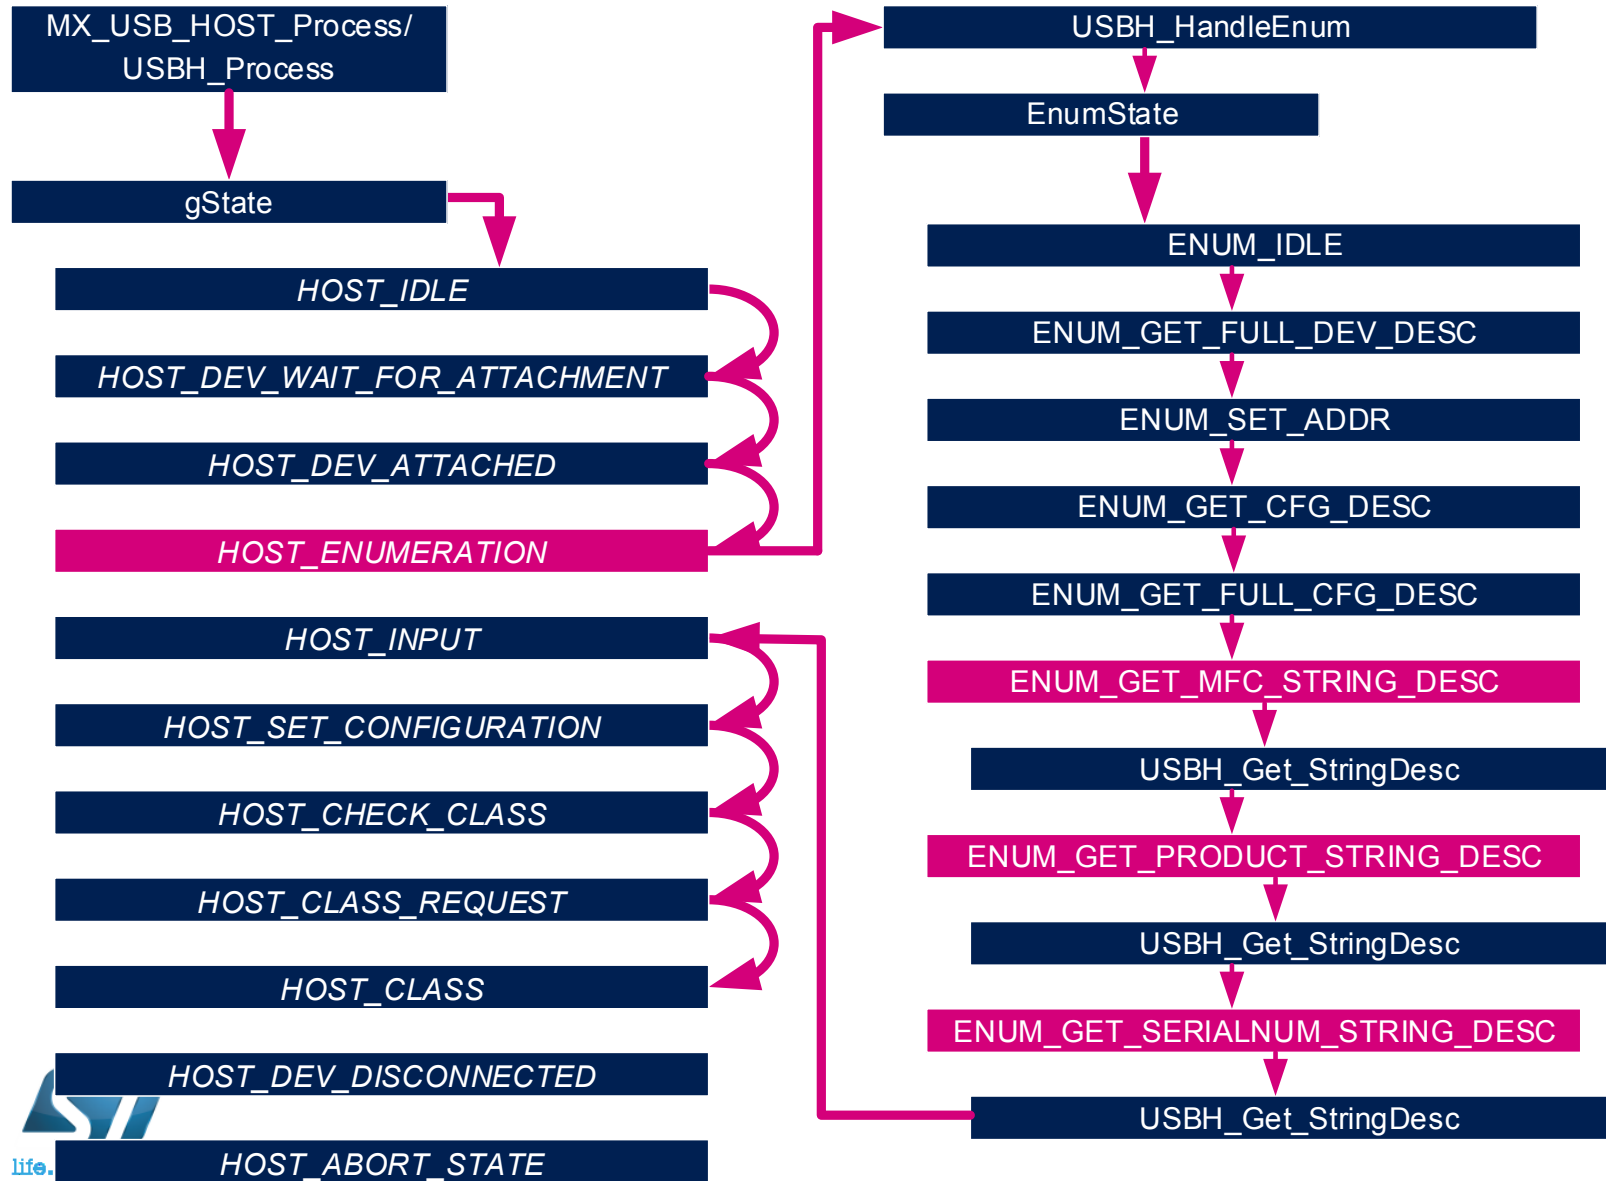 MX_USB_HOST_Process/
USBH_Process
gState
HOST_IDLE
HOST_DEV_WAIT_FOR_ATTACHMENT
HOST_DEV_ATTACHED
HOST_ENUMERATION
HOST_INPUT
HOST_SET_CONFIGURATION
HOST_CHECK_CLASS
HOST_CLASS_REQUEST
HOST_CLASS
HOST_DEV_DISCONNECTED
HOST_ABORT_STATE
life.
USBH_HandleEnum
EnumState
ENUM_IDLE
ENUM_GET_FULL_DEV_DESC
ENUM_SET_ADDR
ENUM_GET_CFG_DESC
ENUM_GET_FULL_CFG_DESC
ENUM_GET_MFC_STRING_DESC
USBH_Get_StringDesc
ENUM_GET_PRODUCT_STRING_DESC
USBH_Get_StringDesc
ENUM_GET_SERIALNUM_STRING_DESC
USBH_Get_StringDesc